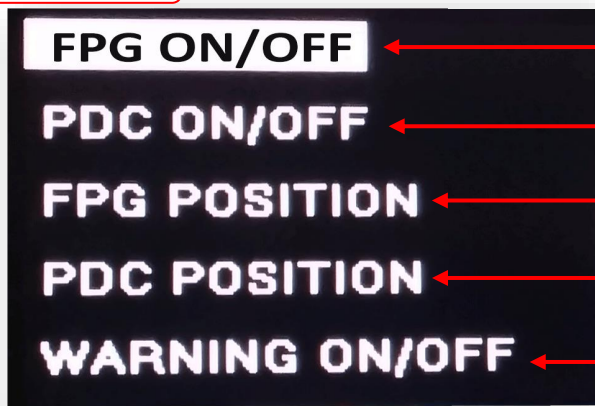 FPG ON/OFF
PDC ON/OFF
FPG POSITION
PDC POSITION
WARNING ON/OFF